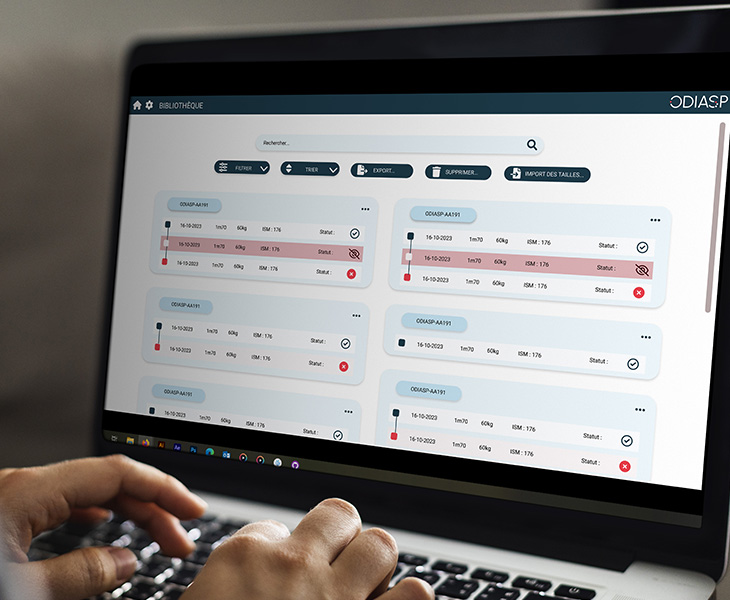 BIBLIOTHÈQUE
ODIASP
Rechercher...
FILTRER TRIER EXPORT... SUPPRIMER... IMPORT DES TAILLES...
ODIASP-AA191
16-10-2023 1m70 60kg ISM : 176 Statut :
16-10-2023 1m70 60kg ISM : 176 Statut :
16-10-2023 1m70 60kg ISM : 176 Statut :
ODIASP-AA191
16-10-2023 1m70 60kg ISM : 176 Statut :
16-10-2023 1m70 60kg ISM : 176 Statut :
16-10-2023 1m70 60kg ISM : 176 Statut :
ODIASP-AA191
16-10-2023 1m70 60kg ISM : 176 Statut :
16-10-2023 1m70 60kg ISM : 176 Statut :
ODIASP-AA191
16-10-2023 1m70 60kg ISM : 176 Statut :
ODIASP-AA191
16-10-2023 1m70 60kg ISM : 176 Statut :
ODIASP-AA191
16-10-2023 1m70 60kg ISM : 176 Statut :
16-10-2023 1m70 60kg ISM : 176 Statut :